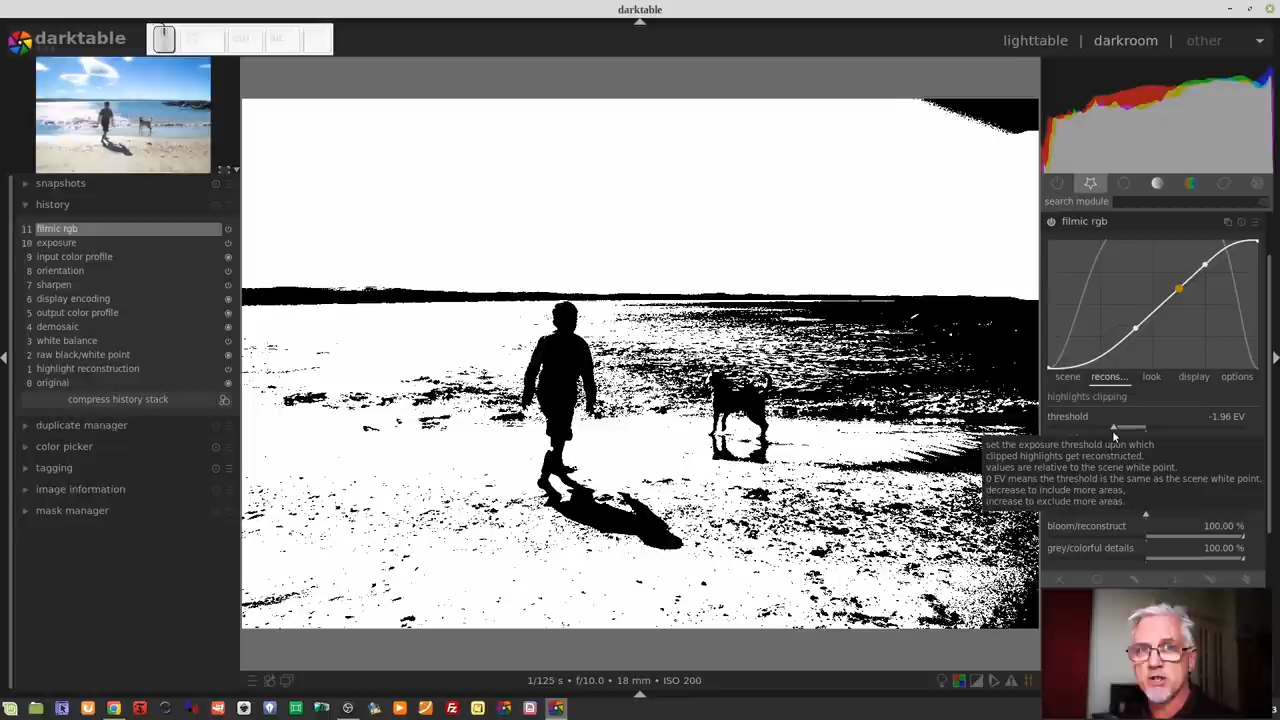 darktable
darktable
lighttable | darkroom | other
snapshots
history
11 filmic rgb
10 exposure
9 input color profile
8 orientation
7 sharpen
6 display encoding
5 output color profile
4 demosaic
3 white balance
2 raw black/white point
1 highlight reconstruction
0 original
compress history stack
duplicate manager
color picker
tagging
image information
mask manager
1/125 s • f/10.0 • 18 mm • ISO 200
search module
filmic rgb
scene recons... look display options
highlights clipping
threshold -1.96 EV
set the exposure threshold upon which
clipped highlights get reconstructed.
values are relative to the scene white point.
0 EV means the threshold is the same as the scene white point.
decrease to include more areas,
increase to exclude more areas.
bloom/reconstruct 100.00 %
grey/colorful details 100.00 %